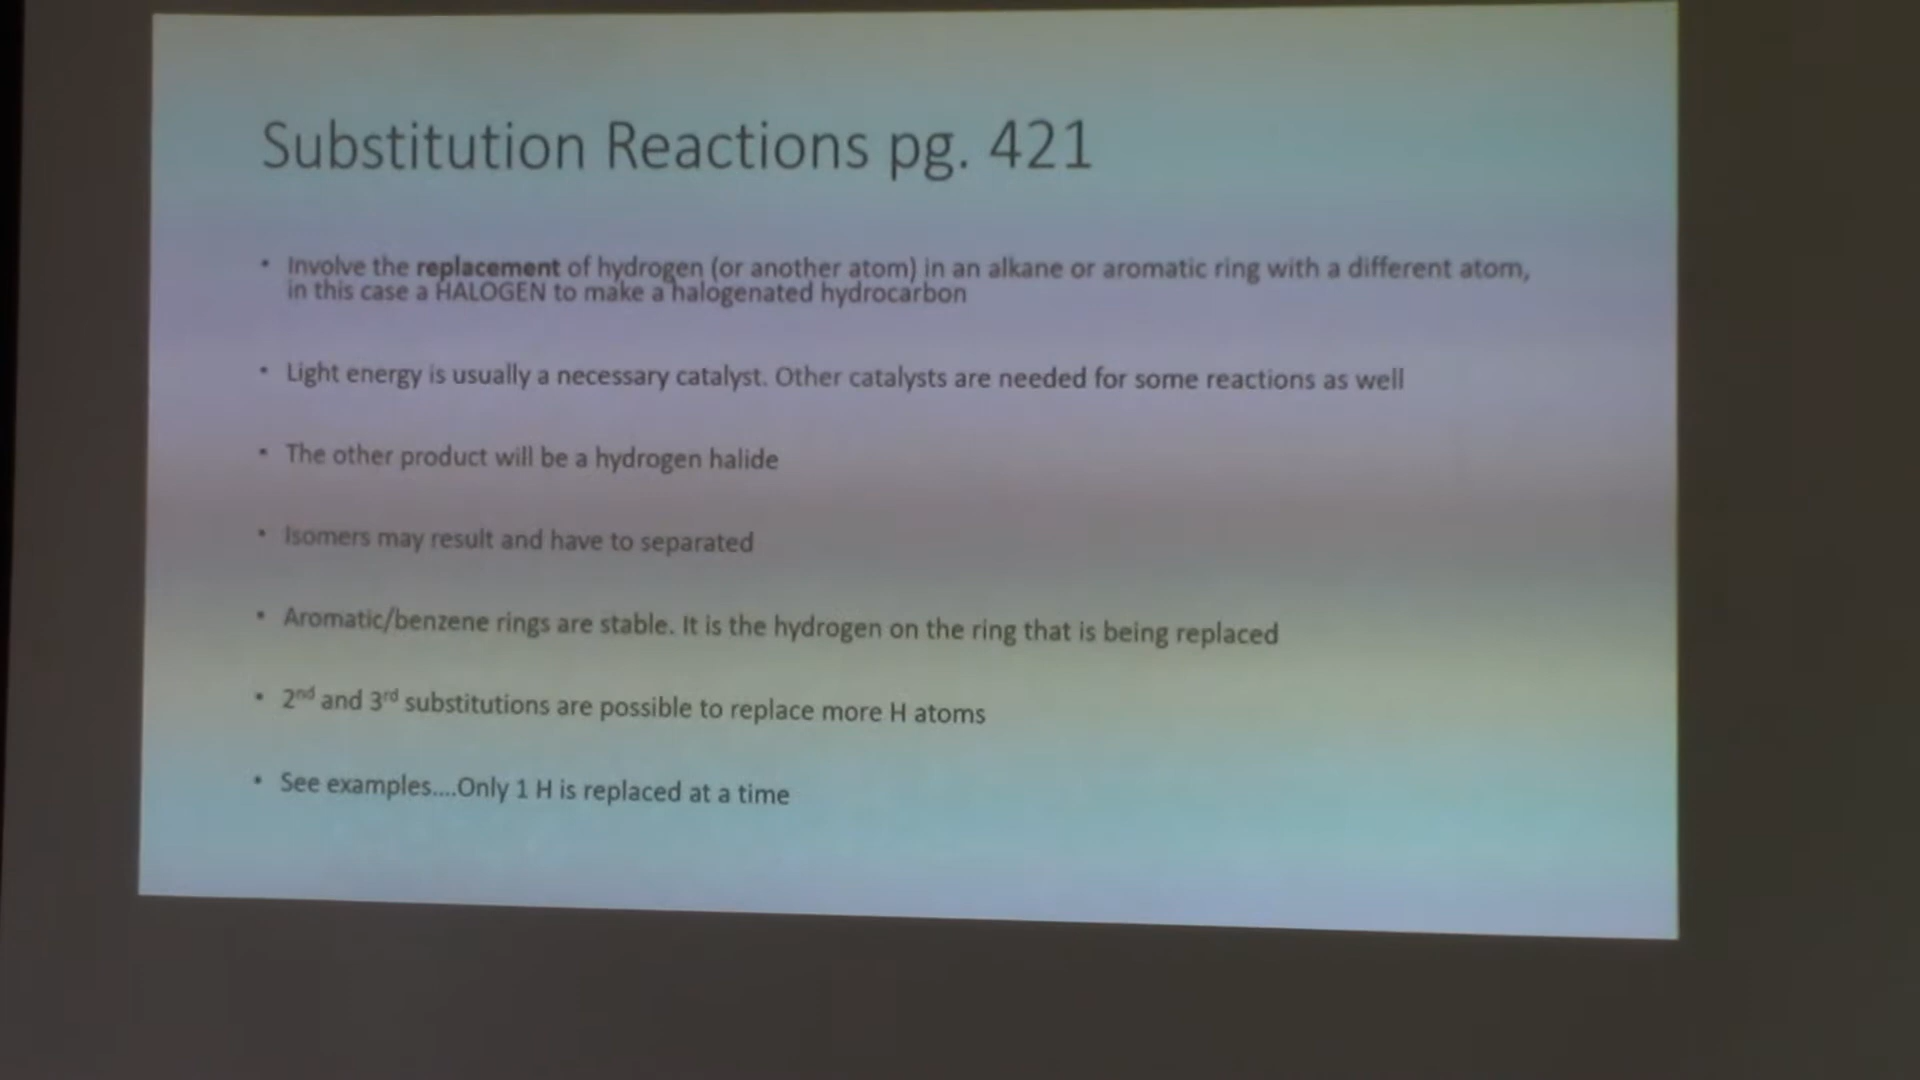 Substitution Reactions pg. 421
• Involve the replacement of hydrogen (or another atom) in an alkane or aromatic ring with a different atom,
in this case a HALOGEN to make a halogenated hydrocarbon
• Light energy is usually a necessary catalyst. Other catalysts are needed for some reactions as well
• The other product will be a hydrogen halide
• Isomers may result and have to separated
• Aromatic/benzene rings are stable. It is the hydrogen on the ring that is being replaced
• 2nd and 3rd substitutions are possible to replace more H atoms
• See examples....Only 1 H is replaced at a time